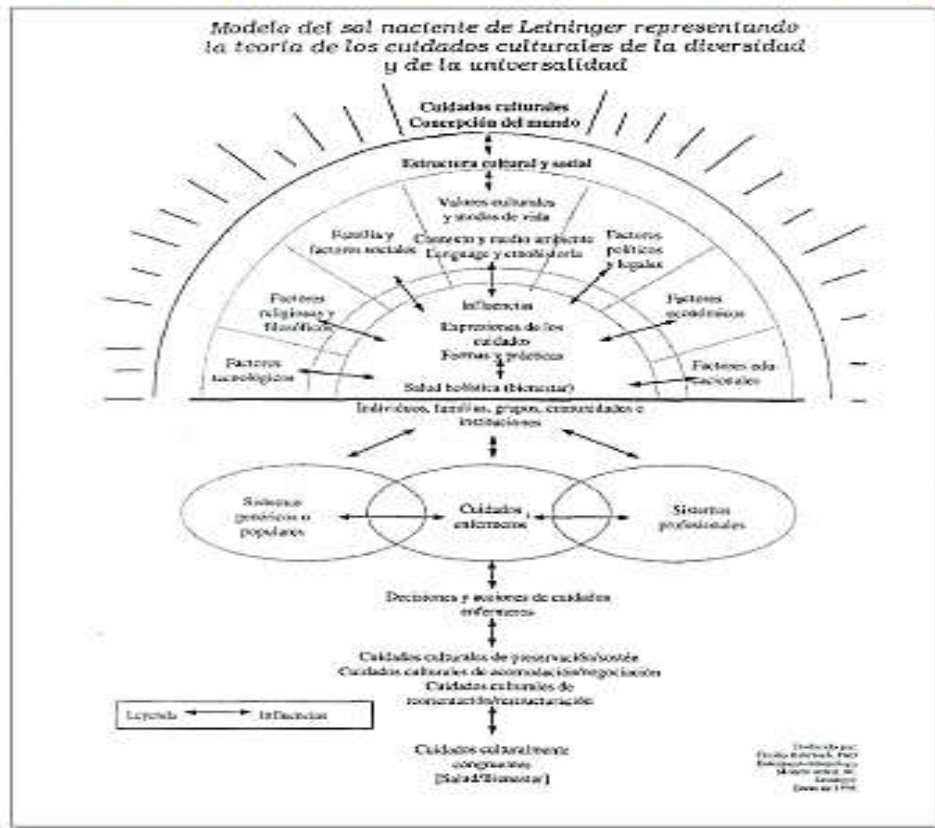 Modelo del sol naciente de Leininger representando
la teoría de los cuidados culturales de la diversidad
y de la universalidad
Cuidados culturales
Concepción del mundo
Estructura cultural y social
Valores culturales
y modos de vida
Familia y
factores sociales
Contexto y medio ambiente
Lenguage y etnohistoria
Factores
políticos
y legales
Factores
religiosos y
filosóficos
Influencias
Factores
económicos
Expresiones de los
cuidados
Formas y prácticas
Factores
tecnológicos
Factores edu-
cacionales
Salud holística (bienestar)
Individuos, familias, grupos, comunidades e
instituciones
Sistemas
genéricos o
populares
Cuidados
enfermeros
Sistemas
profesionales
Decisiones y acciones de cuidados
enfermeros
Cuidados culturales de preservación/sostén
Cuidados culturales de acomodación/negociación
Cuidados culturales de
reorientación/reestructuración
Leyenda Influencias
Cuidados culturalmente
congruentes
[Salud/Bienestar]